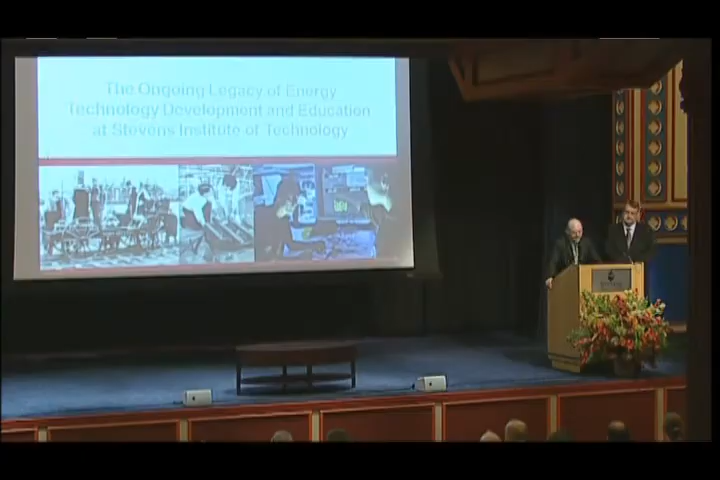 The Ongoing Legacy of Energy
Technology Development and Education
at Stevens Institute of Technology